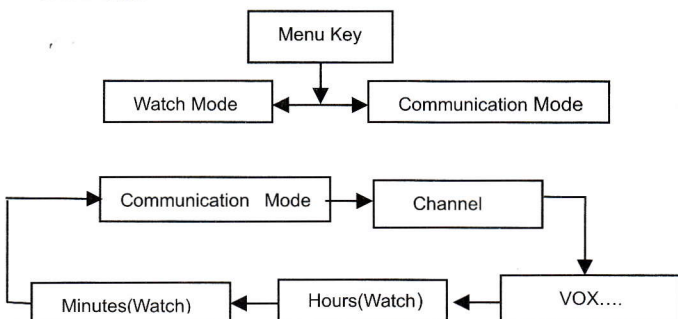 Menu Key
Watch Mode
Communication Mode
Communication Mode
Channel
Minutes(Watch)
Hours(Watch)
VOX....